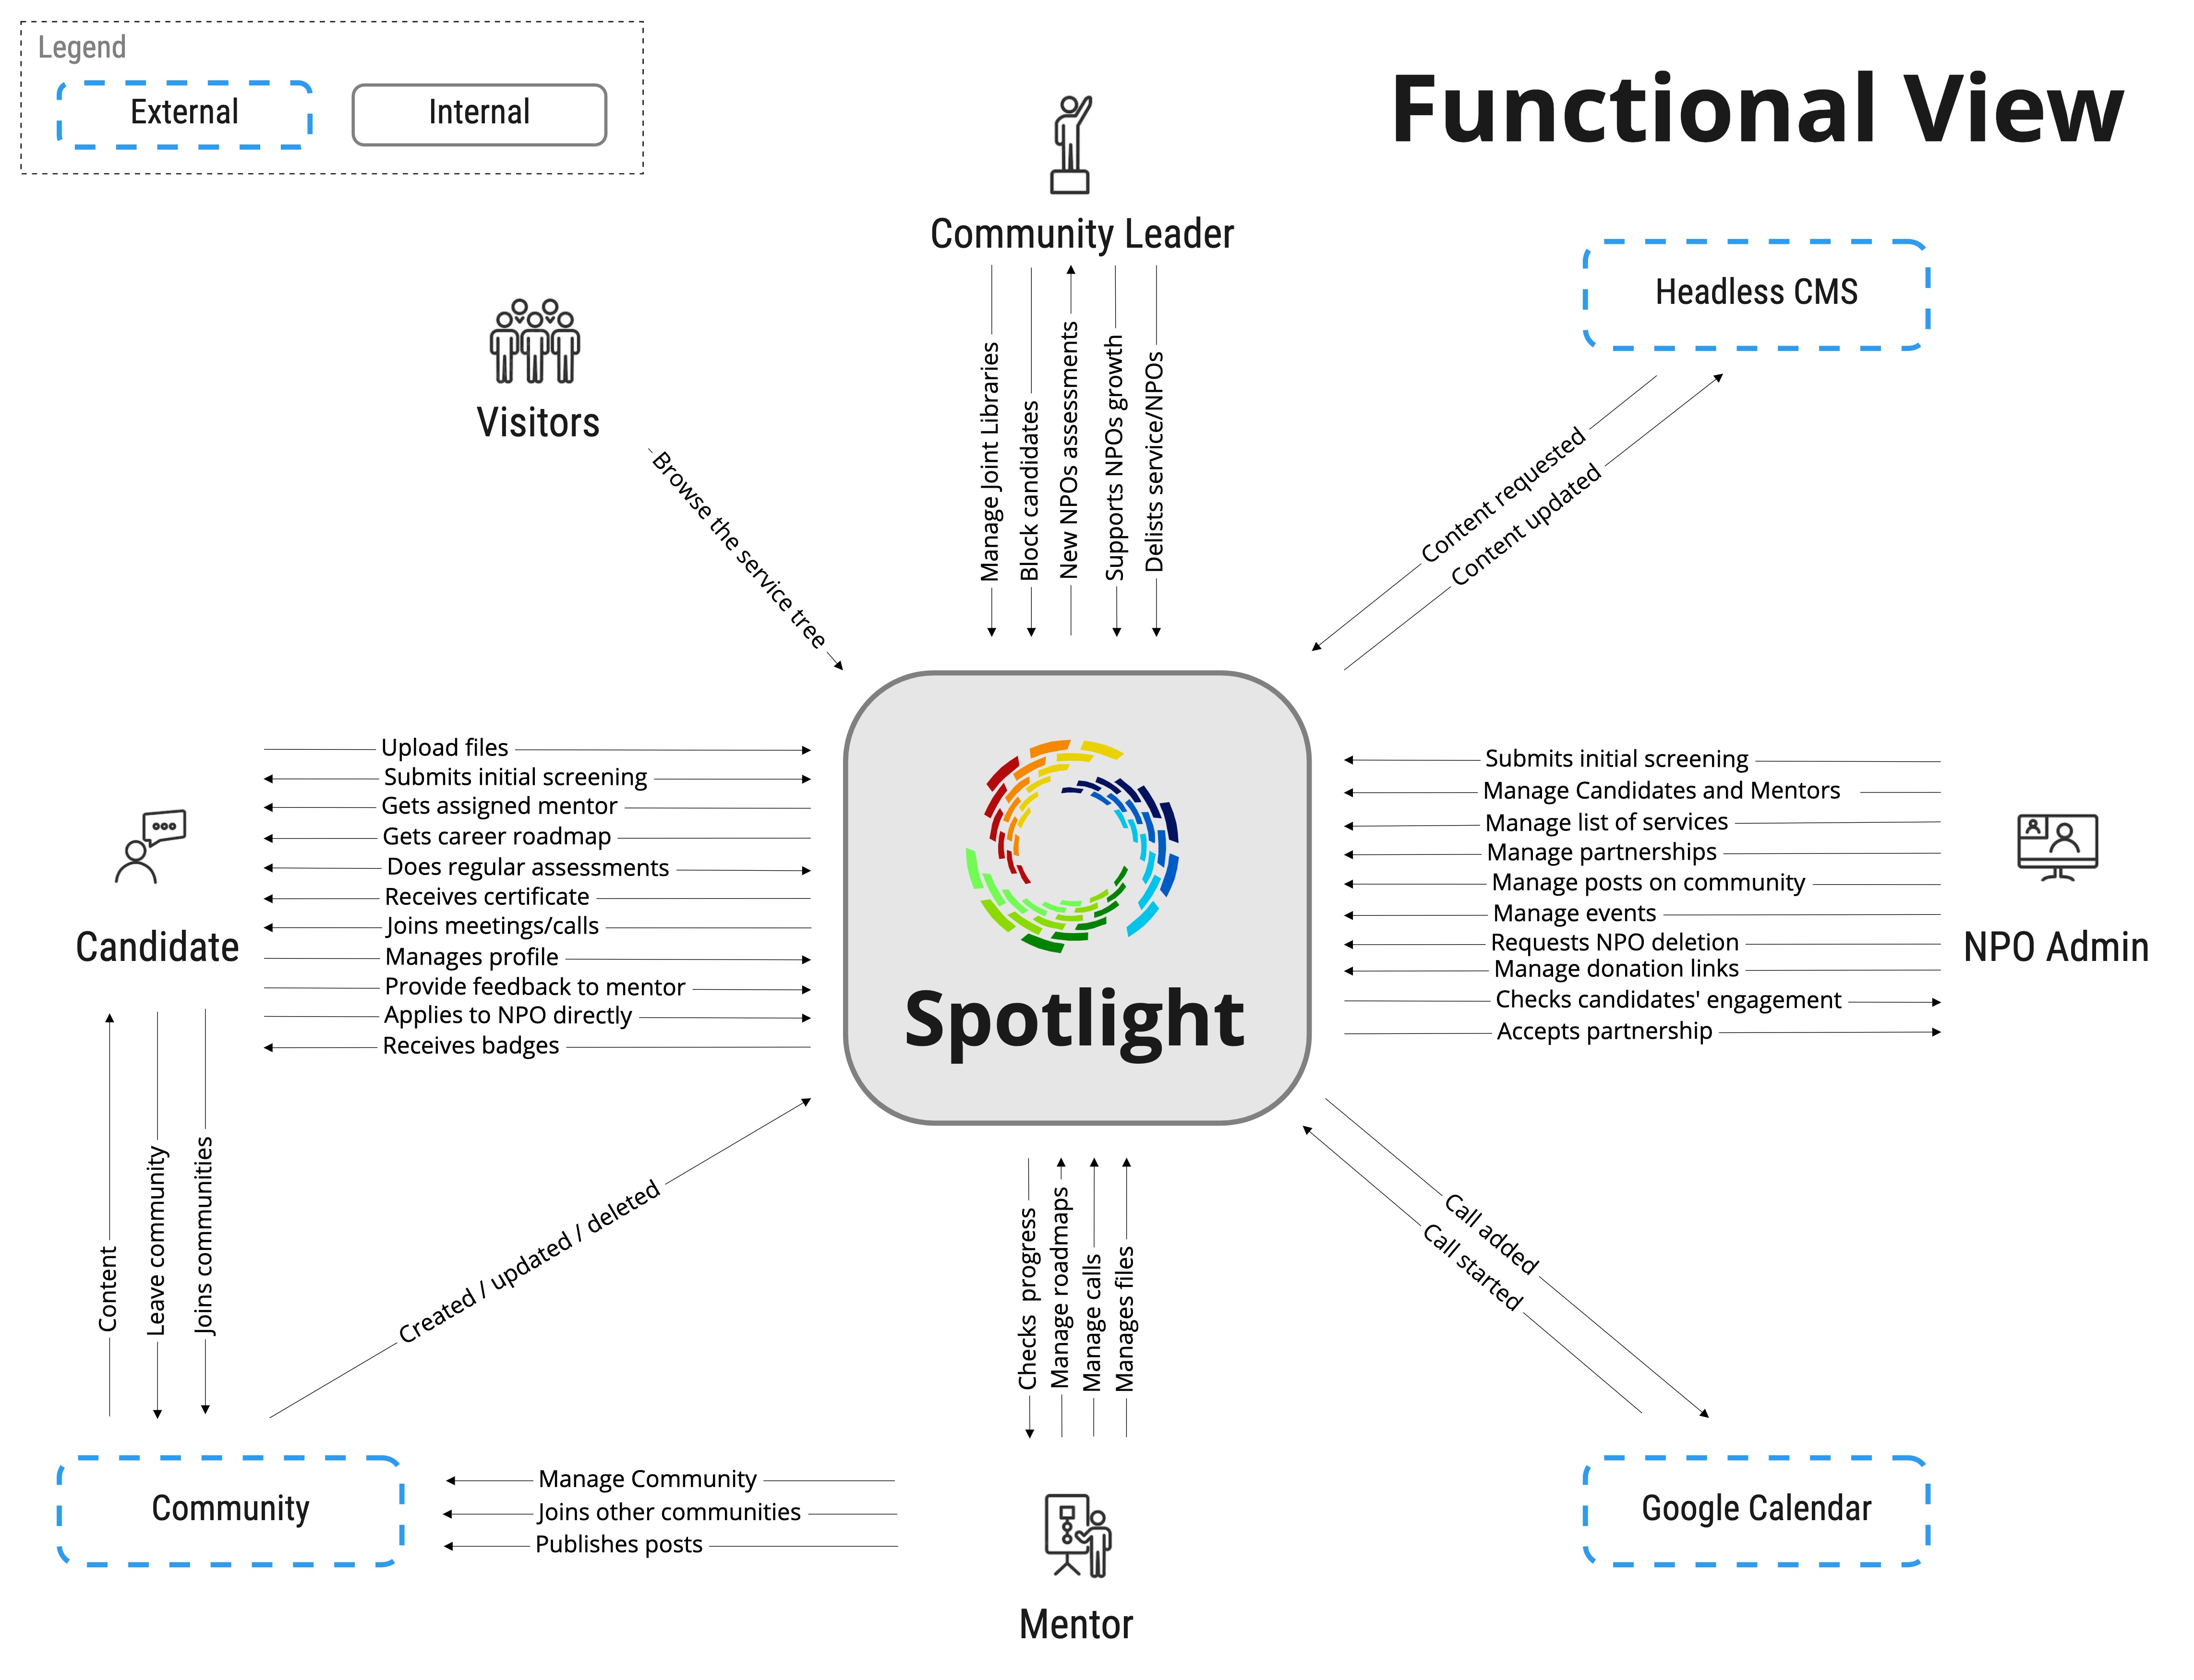 Legend
External
Internal
Functional View
Community Leader
Headless CMS
Visitors
Manage Joint Libraries
Block candidates
New NPOs assessments
Supports NPOs growth
Delists service/NPOs
Browse the service tree
Content requested
Content updated
Upload files
Submits initial screening
Gets assigned mentor
Gets career roadmap
Does regular assessments
Receives certificate
Joins meetings/calls
Manages profile
Provide feedback to mentor
Applies to NPO directly
Receives badges
Candidate
Spotlight
Submits initial screening
Manage Candidates and Mentors
Manage list of services
Manage partnerships
Manage posts on community
Manage events
Requests NPO deletion
Manage donation links
Checks candidates' engagement
Accepts partnership
NPO Admin
Content
Leave community
Joins communities
Created / updated / deleted
Checks  progress
Manage roadmaps
Manage calls
Manages files
Call added
Call started
Community
Manage Community
Joins other communities
Publishes posts
Google Calendar
Mentor